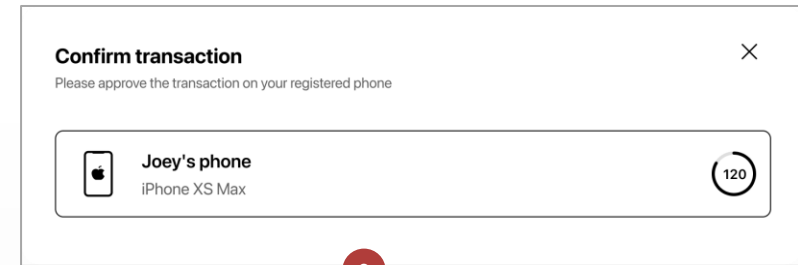 Confirm transaction
Please approve the transaction on your registered phone
Joey's phone
iPhone XS Max
120